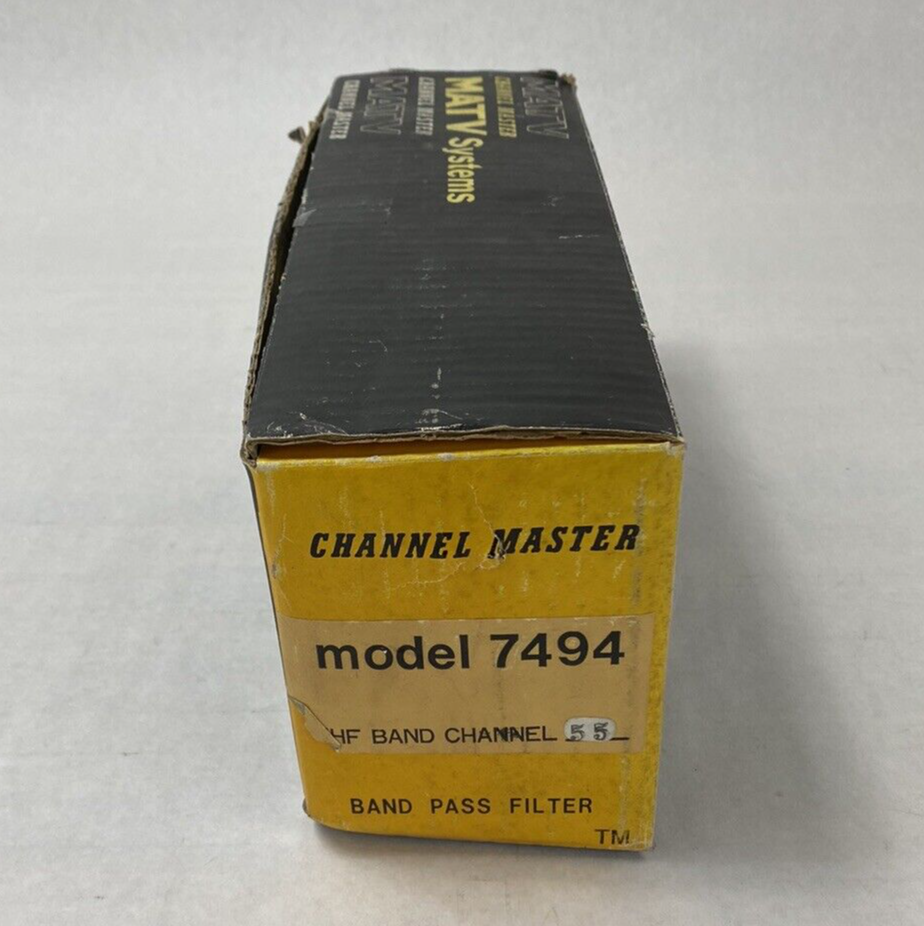 MATV
CHANNEL MASTER
MATV Systems
CHANNEL MASTER
MATV
CHANNEL MASTER
CHANNEL MASTER
model 7494
HF BAND CHANNEL 55
BAND PASS FILTER
TM